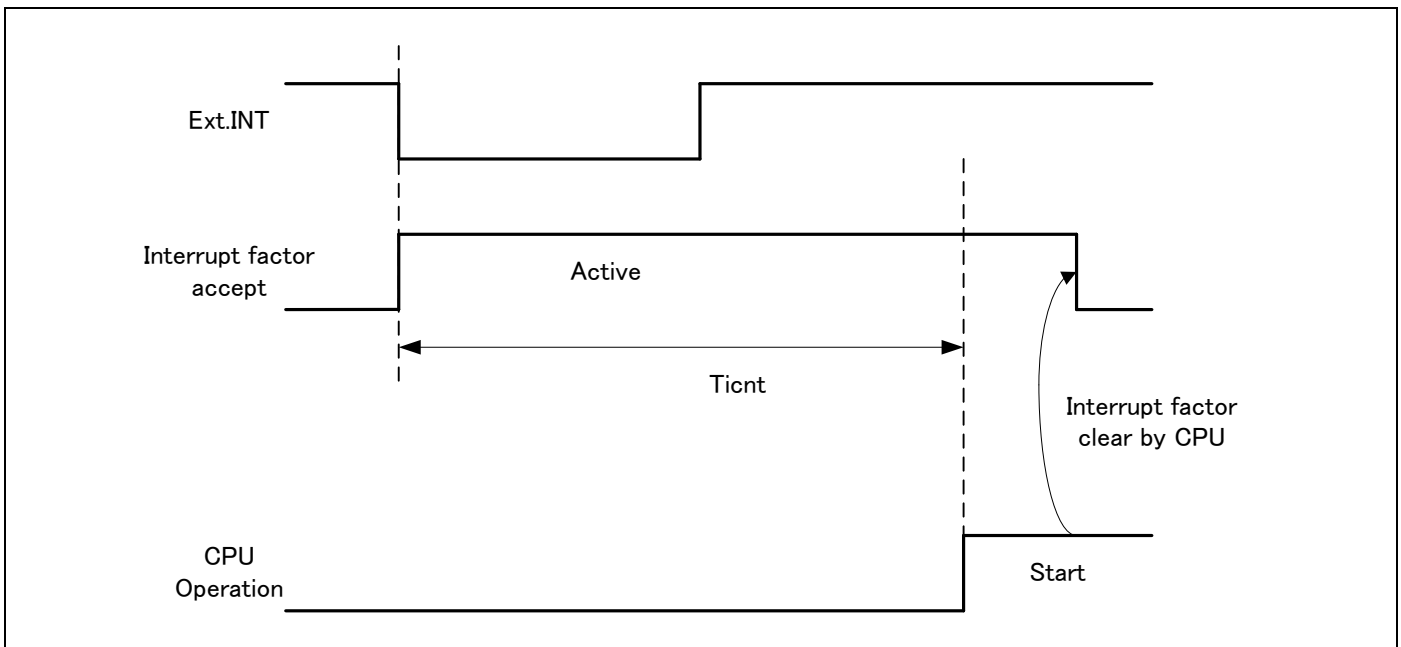 Ext.INT
Interrupt factor
accept
Active
Ticnt
Interrupt factor
clear by CPU
CPU
Operation
Start